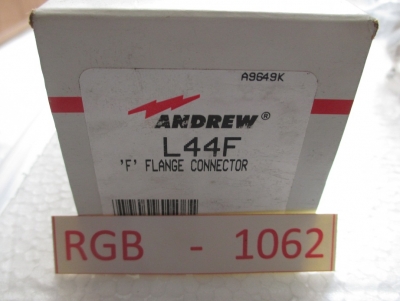 A9649K
ANDREW®
L44F
'F' FLANGE CONNECTOR
RGB - 1062